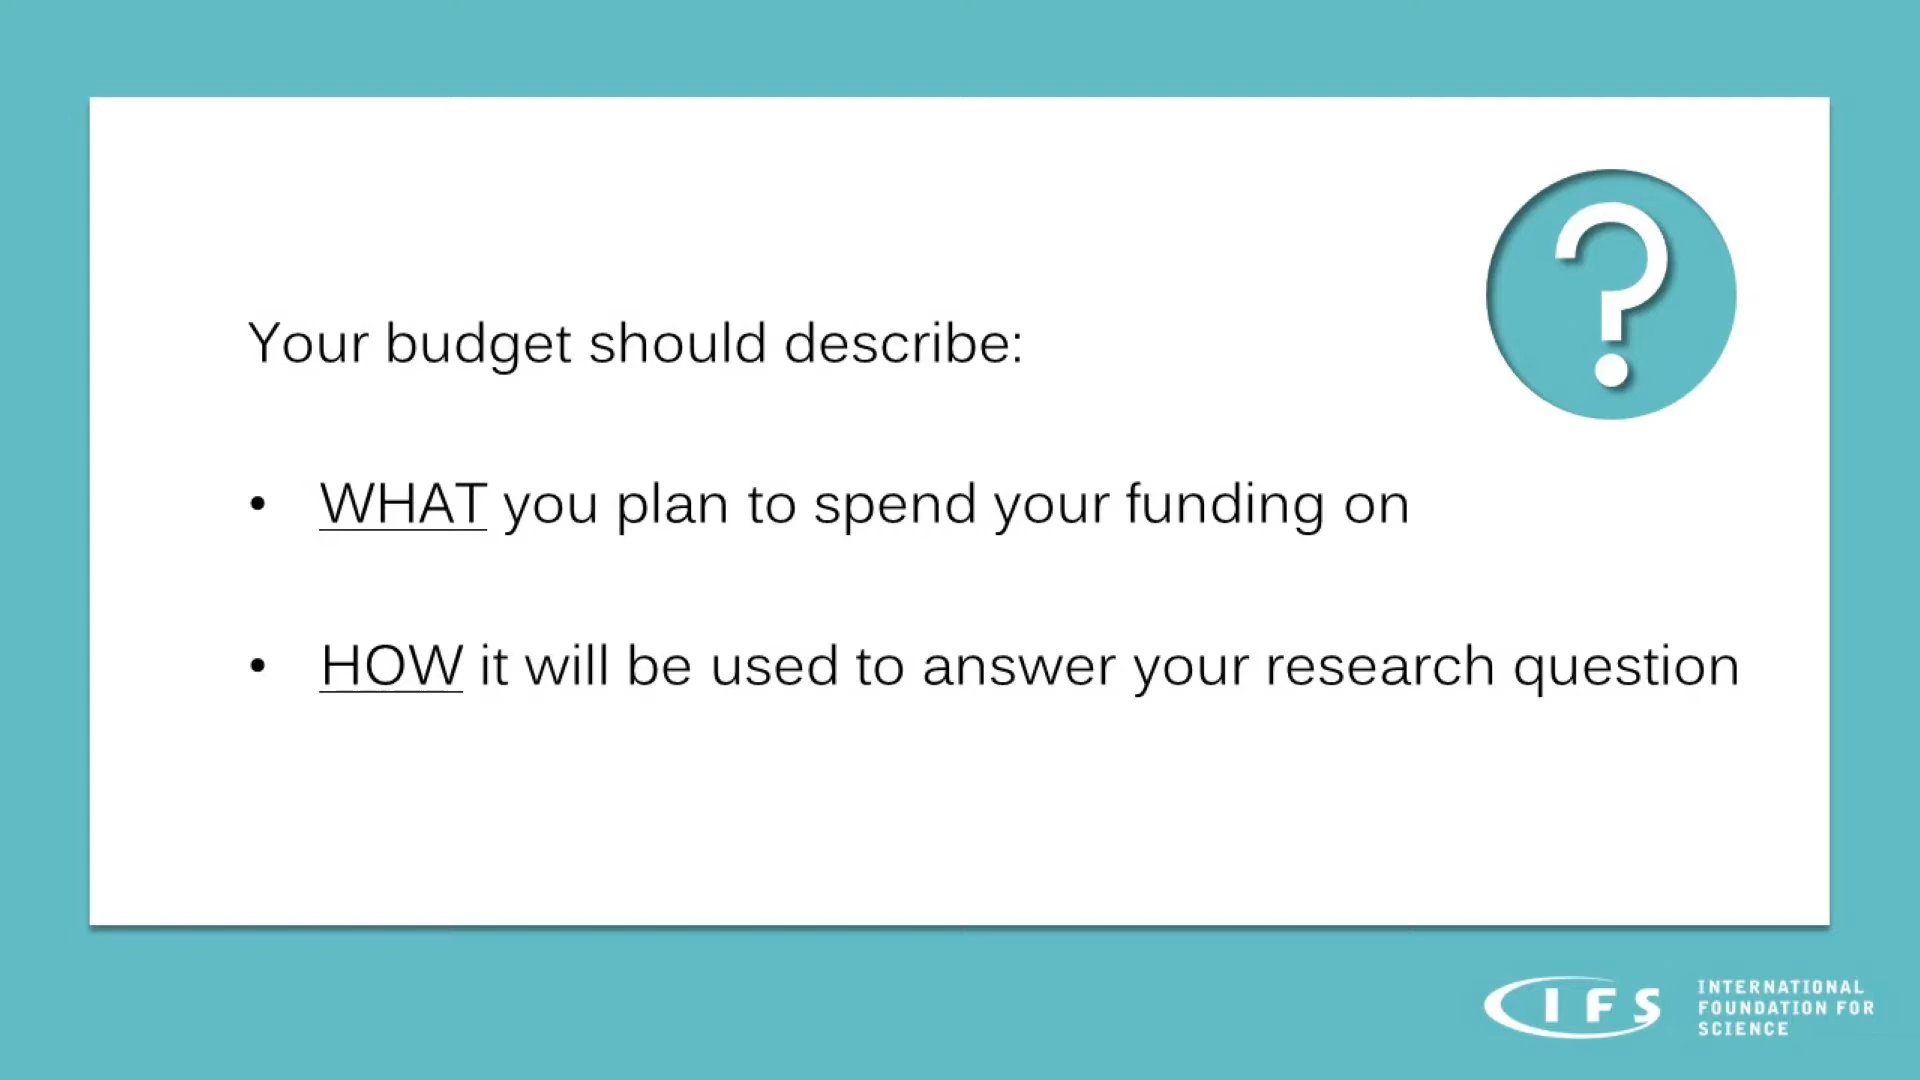 Your budget should describe:
• WHAT you plan to spend your funding on
• HOW it will be used to answer your research question
?
IFS
INTERNATIONAL
FOUNDATION FOR
SCIENCE